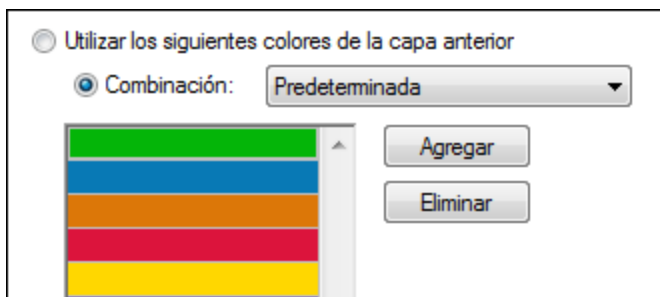 Utilizar los siguientes colores de la capa anterior
Combinación: Predeterminada
Agregar
Eliminar